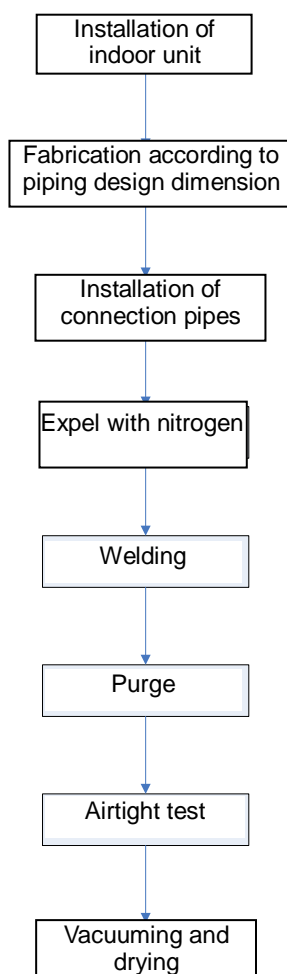 Installation of
indoor unit
Fabrication according to
piping design dimension
Installation of
connection pipes
Expel with nitrogen
Welding
Purge
Airtight test
Vacuuming and
drying